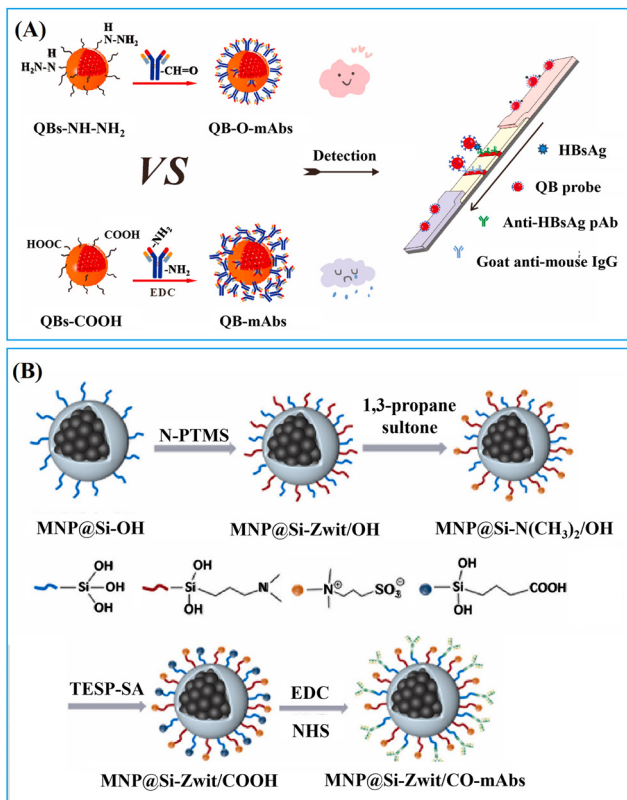 (A)
H
N-NH₂
H
H₂N-N
-CH=O
QBs-NH-NH₂
QB-O-mAbs
VS
Detection
HBsAg
QB probe
Anti-HBsAg pAb
Goat anti-mouse IgG
HOOC
COOH
-NH₂
-NH₂
EDC
QBs-COOH
QB-mAbs
(B)
N-PTMS
1,3-propane
sultone
MNP@Si-OH
MNP@Si-Zwit/OH
MNP@Si-N(CH₃)₂/OH
OH
Si
OH
OH
OH
Si
N
OH
N⁺
SO₃⁻
OH
Si
COOH
OH
TESP-SA
EDC
NHS
MNP@Si-Zwit/COOH
MNP@Si-Zwit/CO-mAbs